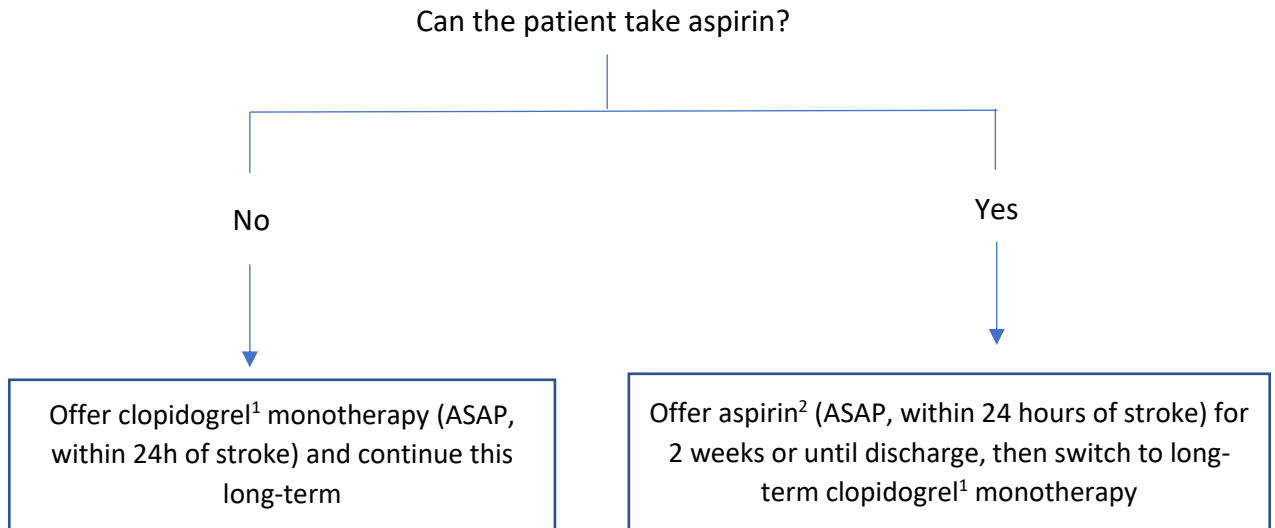 Can the patient take aspirin?
No
Yes
Offer clopidogrel¹ monotherapy (ASAP,
within 24h of stroke) and continue this
long-term
Offer aspirin² (ASAP, within 24 hours of stroke) for
2 weeks or until discharge, then switch to long-
term clopidogrel¹ monotherapy